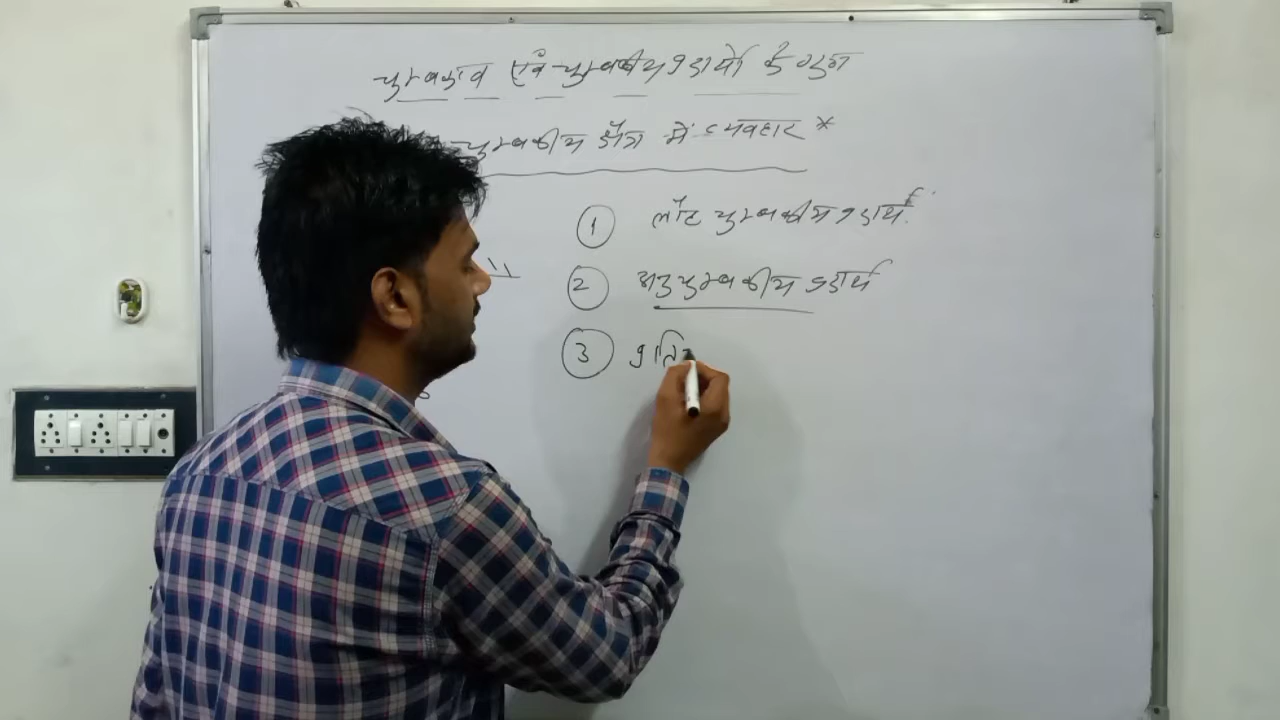 चुम्बकत्व एवं चुम्बकीय पदार्थो के गुण
चुम्बकीय क्षेत्र में व्यवहार *
1 लौह चुम्बकीय पदार्थ
2 अनुचुम्बकीय पदार्थ
3 प्रति